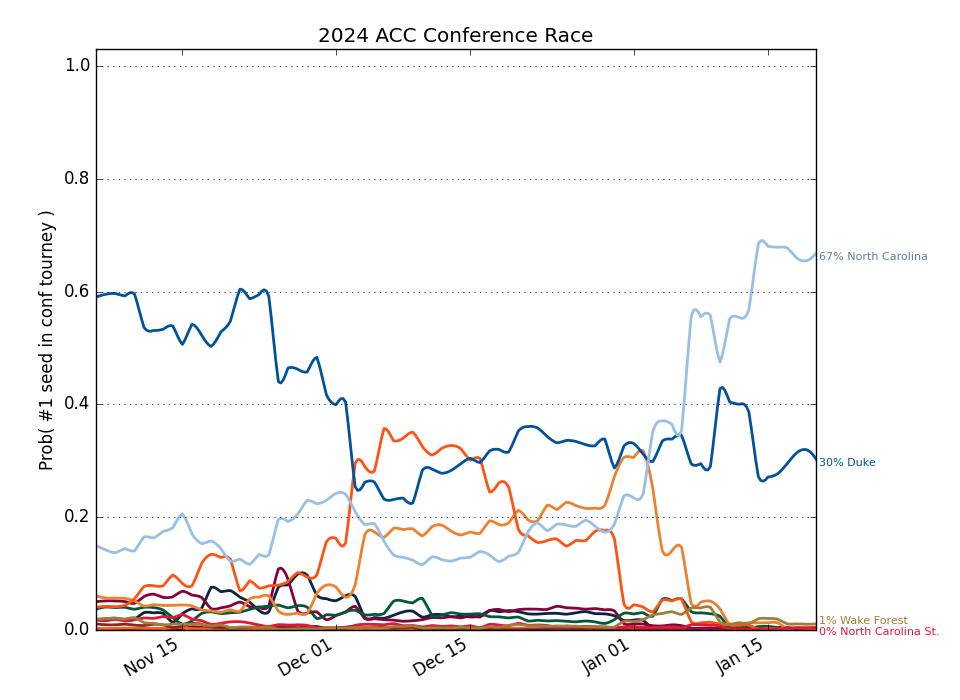 2024 ACC Conference Race
Prob( #1 seed in conf tourney )
1.0
0.8
0.6
0.4
0.2
0.0
Nov 15
Dec 01
Dec 15
Jan 01
Jan 15
67% North Carolina
30% Duke
1% Wake Forest
0% North Carolina St.